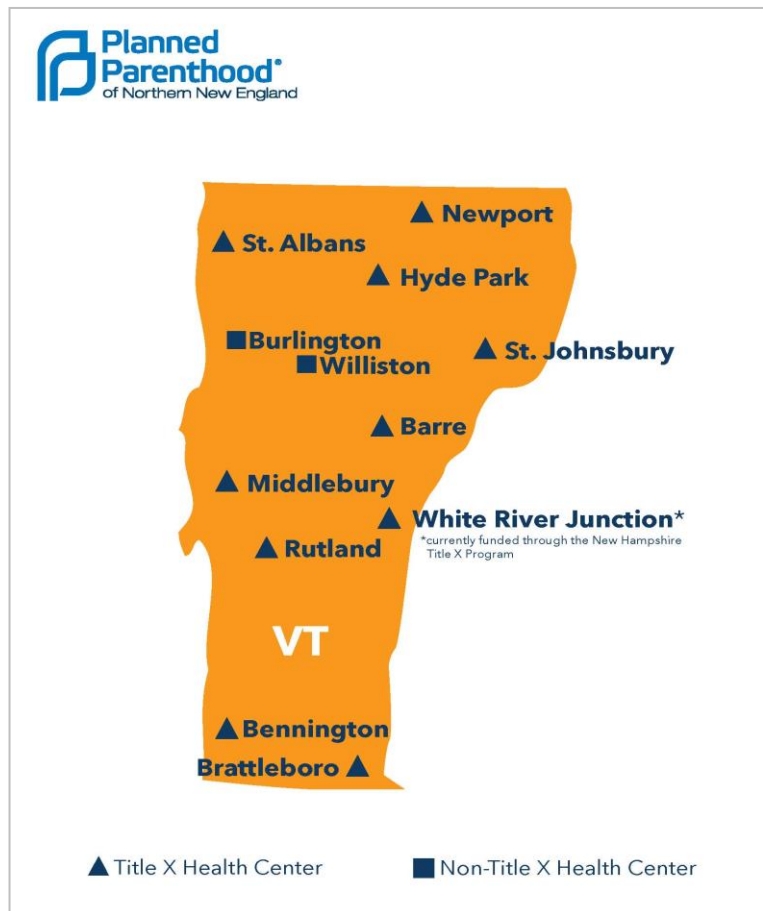 Planned
Parenthood®
of Northern New England
Newport
St. Albans
Hyde Park
Burlington
St. Johnsbury
Williston
Barre
Middlebury
White River Junction*
*currently funded through the New Hampshire
Title X Program
Rutland
VT
Bennington
Brattleboro
Title X Health Center
Non-Title X Health Center